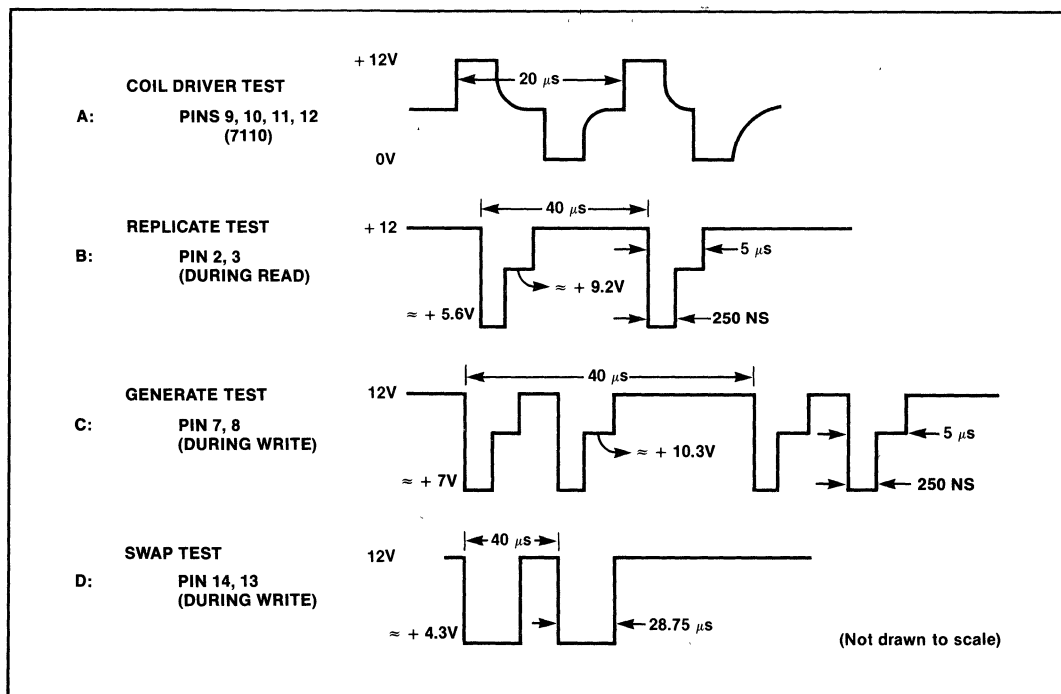 COIL DRIVER TEST
A: PINS 9, 10, 11, 12
(7110)
+ 12V
20 μs
0V
REPLICATE TEST
B: PIN 2, 3
(DURING READ)
+ 12
40 μs
5 μs
≈ + 9.2V
≈ + 5.6V
250 NS
GENERATE TEST
C: PIN 7, 8
(DURING WRITE)
12V
40 μs
5 μs
≈ + 10.3V
≈ + 7V
250 NS
SWAP TEST
D: PIN 14, 13
(DURING WRITE)
12V
40 μs
≈ + 4.3V
28.75 μs
(Not drawn to scale)